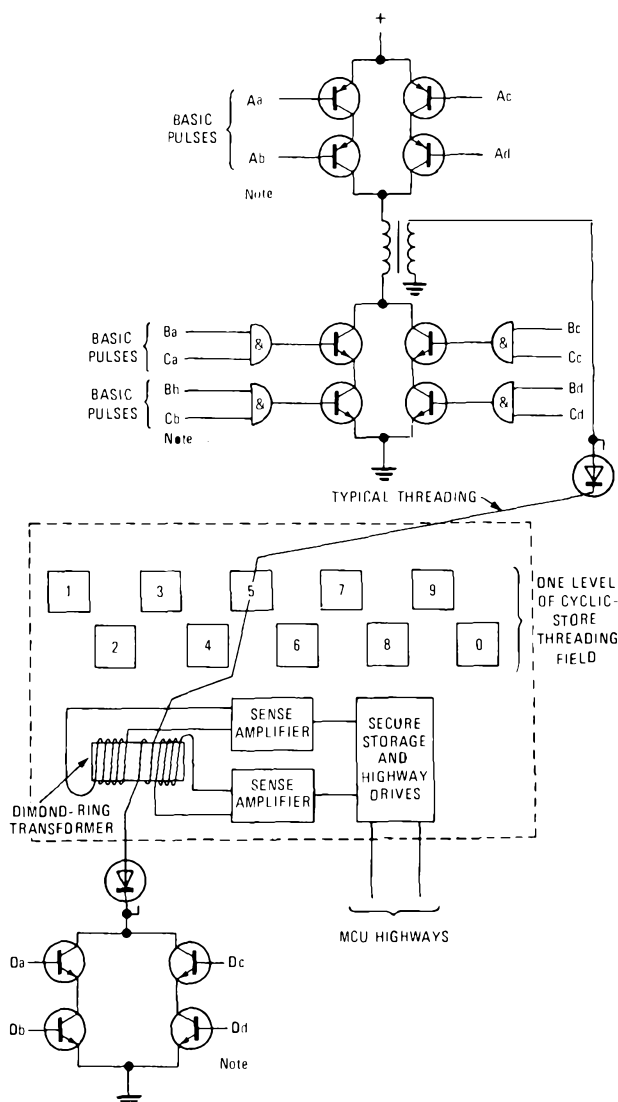 +
Aa
Ac
BASIC
PULSES
Ab
Ad
Note
Ba
Ca
&
BASIC
PULSES
&
Bc
Cc
Bb
Cb
&
BASIC
PULSES
&
Bd
Cd
Note
TYPICAL THREADING
1
3
5
7
9
2
4
6
8
0
ONE LEVEL
OF CYCLIC-
STORE
THREADING
FIELD
SENSE
AMPLIFIER
SENSE
AMPLIFIER
SECURE
STORAGE
AND
HIGHWAY
DRIVES
DIMOND-RING
TRANSFORMER
MCU HIGHWAYS
Da
Dc
Db
Dd
Note